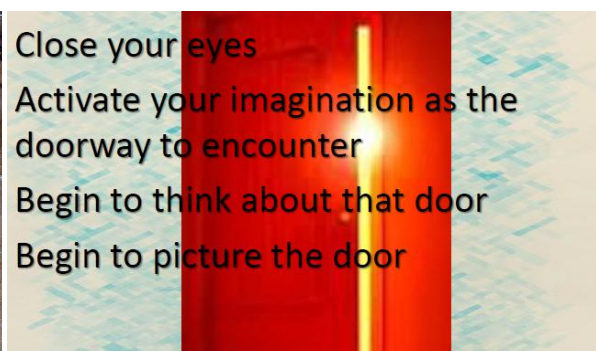 Close your eyes
Activate your imagination as the
doorway to encounter
Begin to think about that door
Begin to picture the door